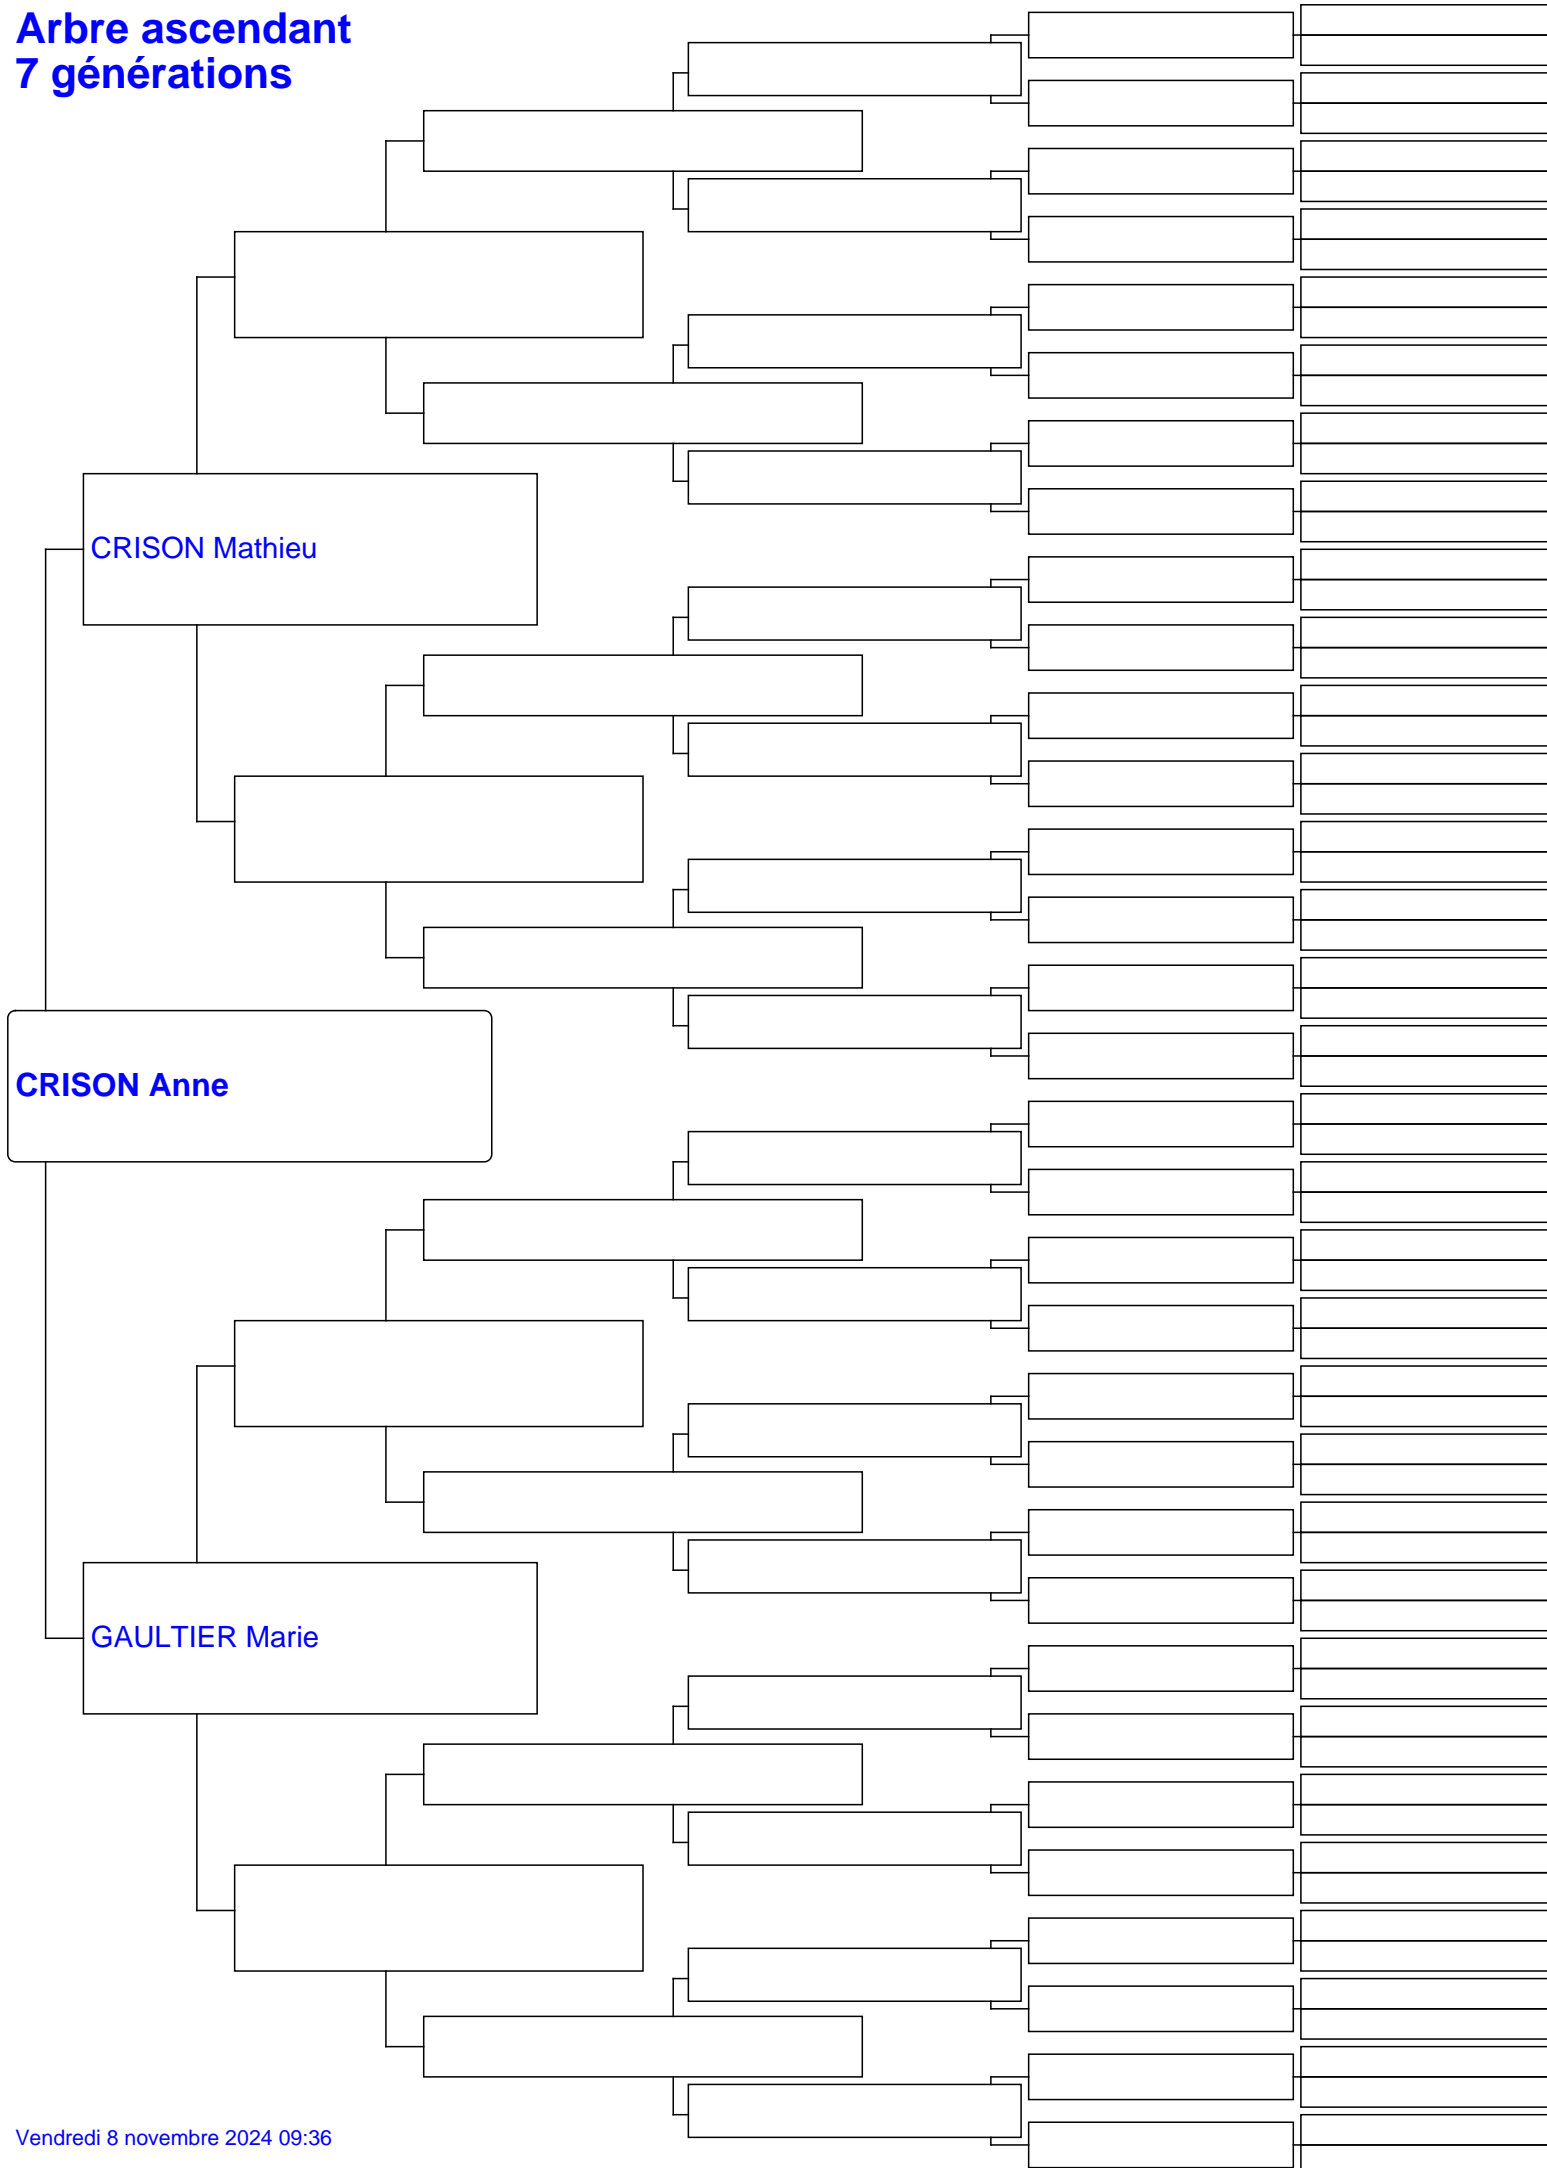 Arbre ascendant
7 générations
CRISON Mathieu
CRISON Anne
GAULTIER Marie
Vendredi 8 novembre 2024 09:36